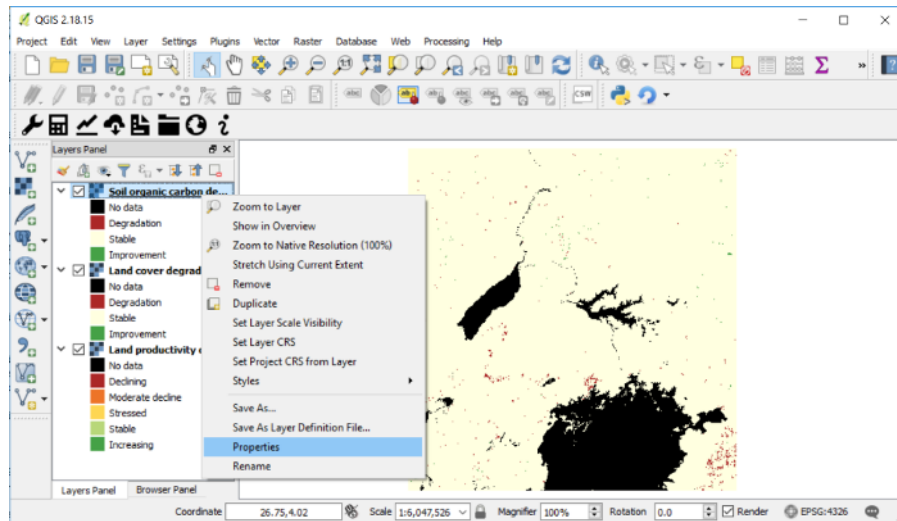 QGIS 2.18.15
Project Edit View Layer Settings Plugins Vector Raster Database Web Processing Help
CSW
Layers Panel
Soil organic carbon de...
No data
Degradation
Stable
Improvement
Land cover degrad
No data
Degradation
Stable
Improvement
Land productivity
No data
Declining
Moderate decline
Stressed
Stable
Increasing
Zoom to Layer
Show in Overview
Zoom to Native Resolution (100%)
Stretch Using Current Extent
Remove
Duplicate
Set Layer Scale Visibility
Set Layer CRS
Set Project CRS from Layer
Styles
Save As...
Save As Layer Definition File...
Properties
Rename
Layers Panel Browser Panel
Coordinate 26.75,4.02 Scale 1:6,047,526 Magnifier 100% Rotation 0.0 Render EPSG:4326